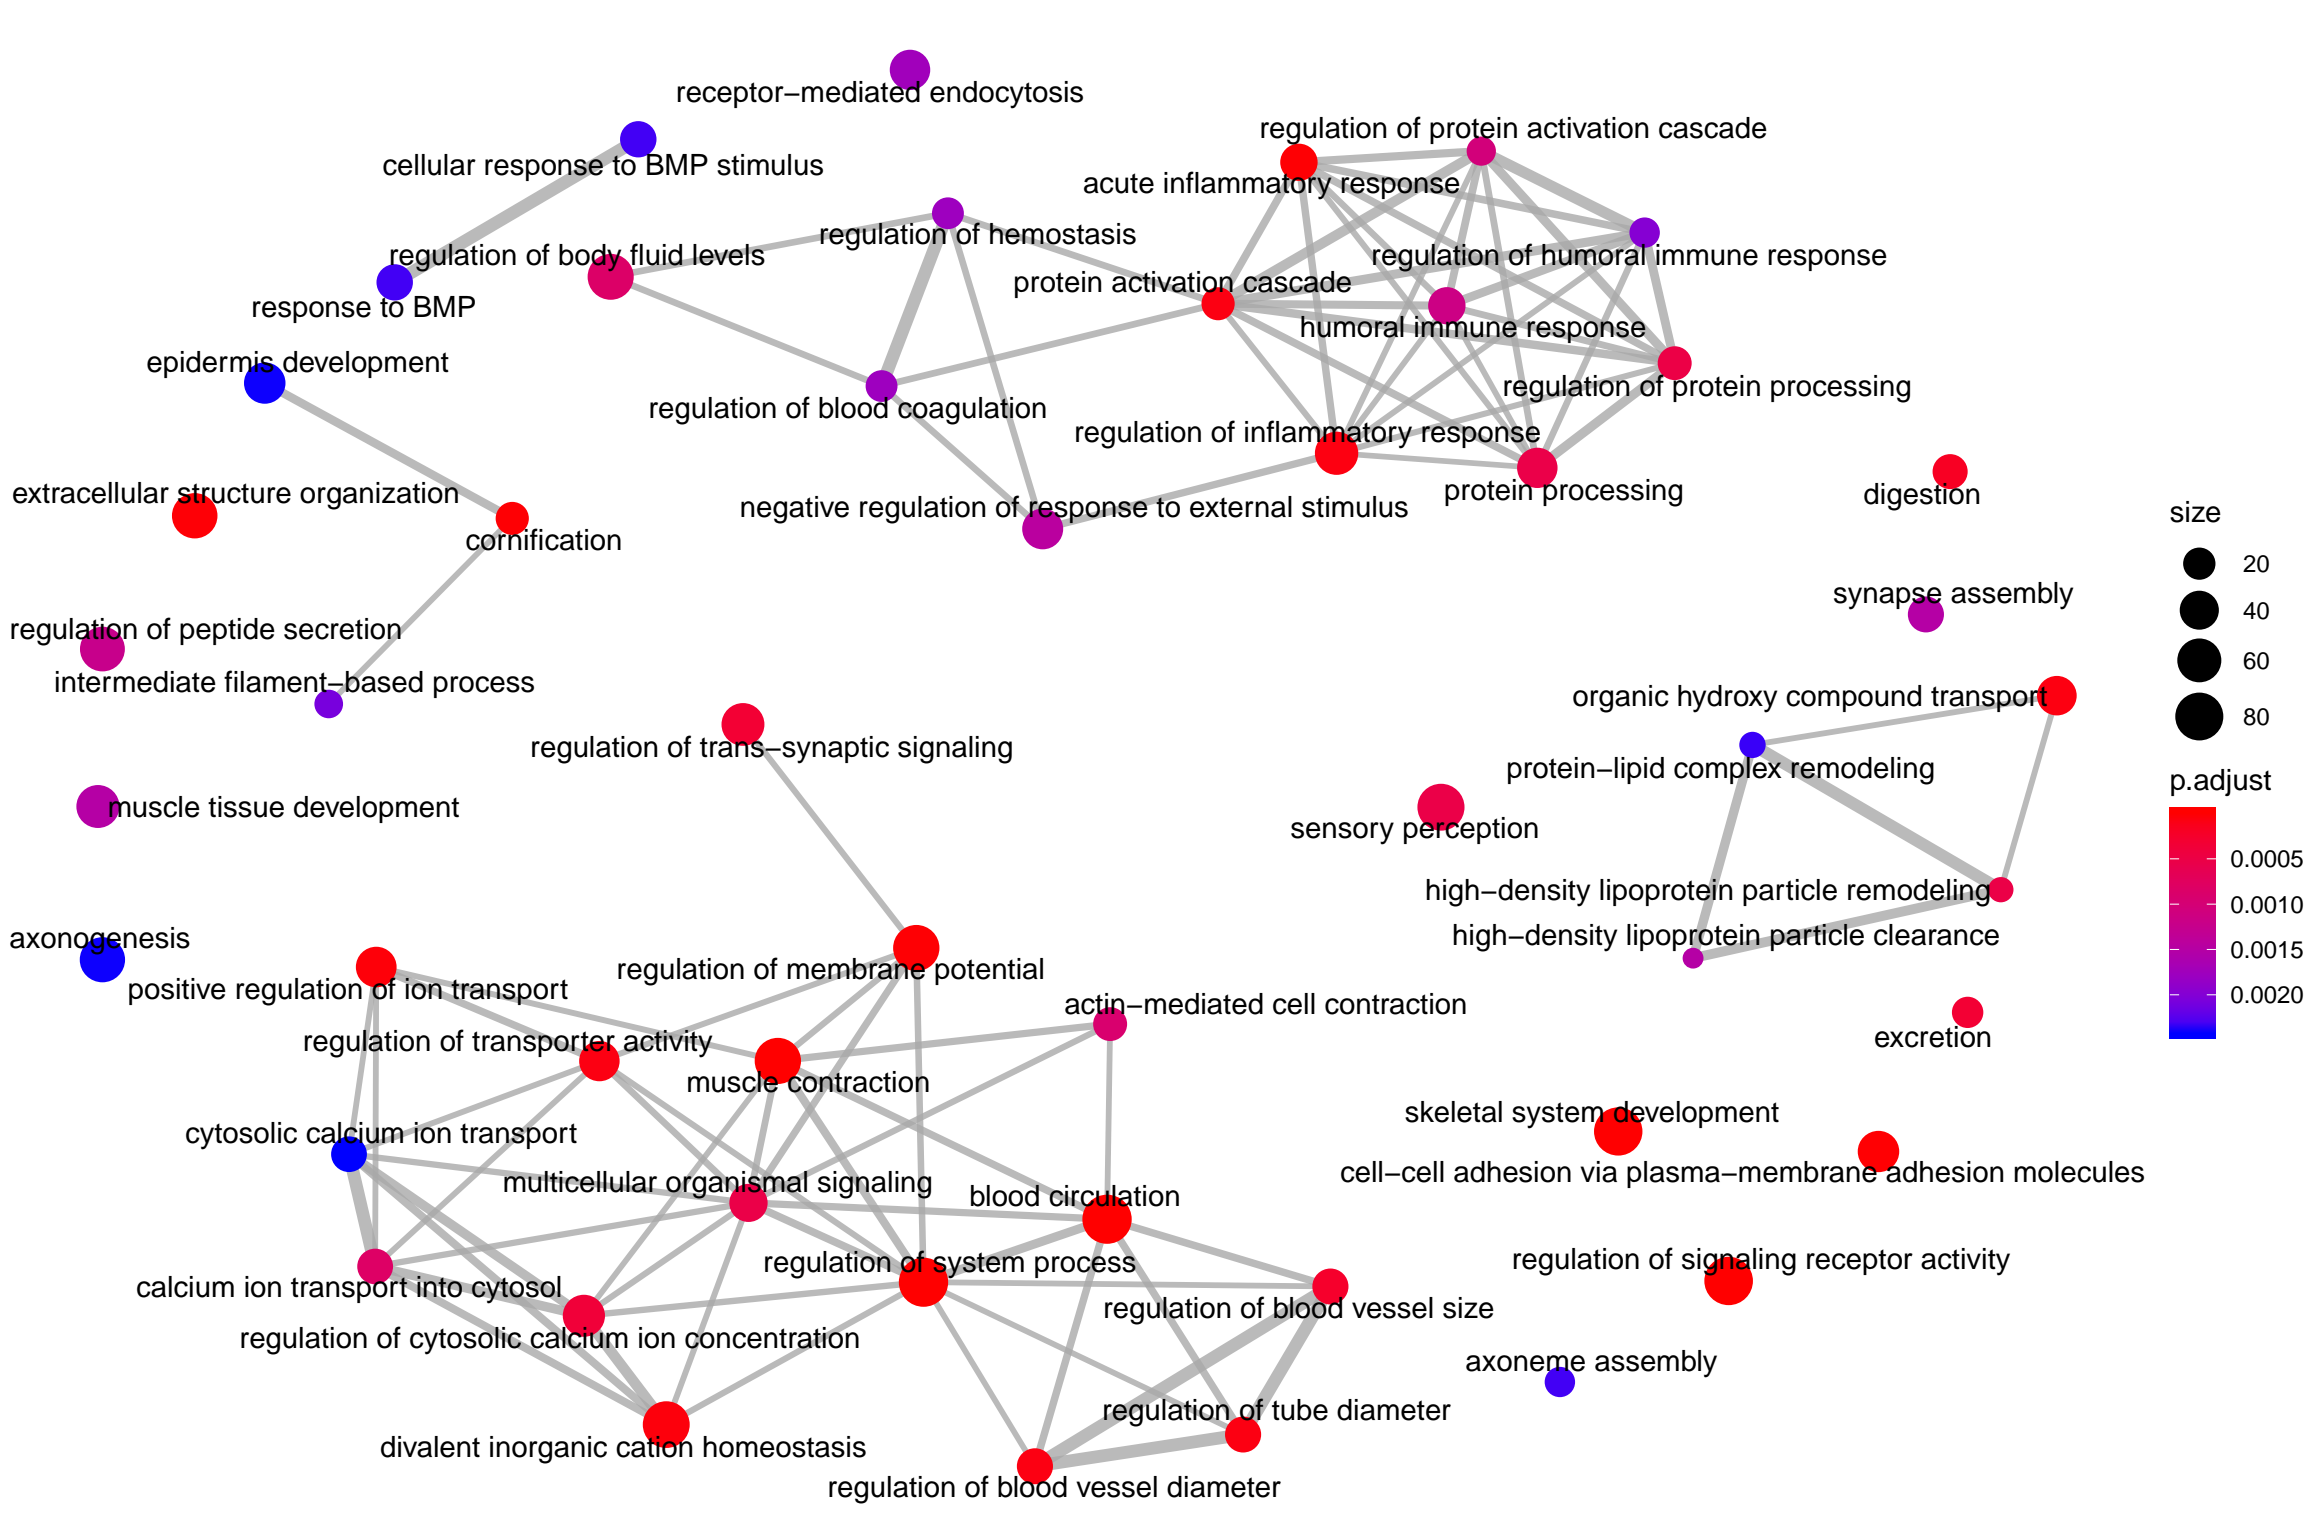 receptor−mediated endocytosis
regulation of protein activation cascade
cellular response to BMP stimulus
acute inflammatory response
regulation of hemostasis
regulation of body fluid levels
regulation of humoral immune response
protein activation cascade
response to BMP
humoral immune response
epidermis development
regulation of protein processing
regulation of blood coagulation
regulation of inflammatory response
protein processing
digestion
extracellular structure organization
negative regulation of response to external stimulus
size
cornification
20
synapse assembly
40
regulation of peptide secretion
60
intermediate filament−based process
organic hydroxy compound transport
80
regulation of trans−synaptic signaling
protein−lipid complex remodeling
p.adjust
muscle tissue development
sensory perception
0.0005
high−density lipoprotein particle remodeling
0.0010
axonogenesis
high−density lipoprotein particle clearance
0.0015
regulation of membrane potential
positive regulation of ion transport
0.0020
actin−mediated cell contraction
excretion
regulation of transporter activity
muscle contraction
skeletal system development
cytosolic calcium ion transport
cell−cell adhesion via plasma−membrane adhesion molecules
multicellular organismal signaling
blood circulation
regulation of system process
regulation of signaling receptor activity
calcium ion transport into cytosol
regulation of blood vessel size
regulation of cytosolic calcium ion concentration
axoneme assembly
regulation of tube diameter
divalent inorganic cation homeostasis
regulation of blood vessel diameter